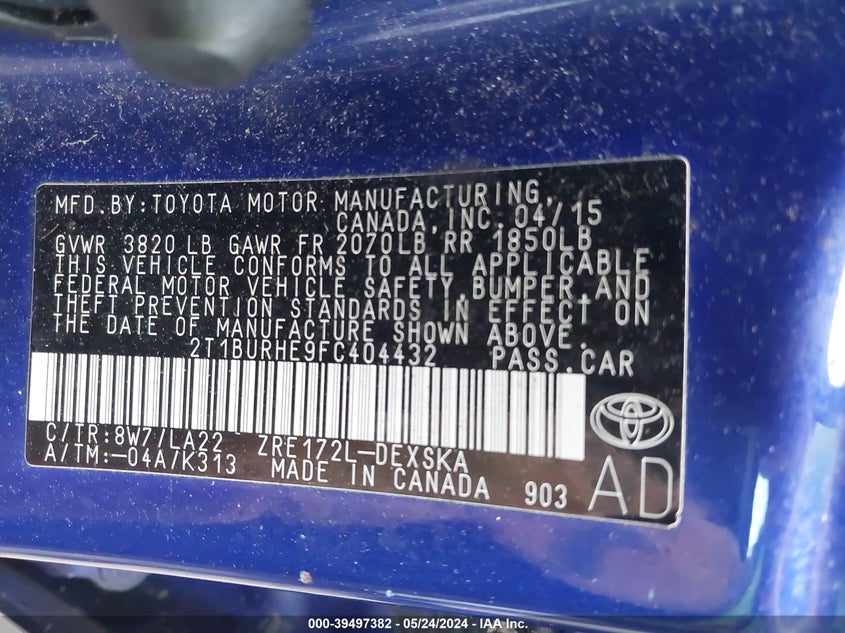 MFD.BY:TOYOTA MOTOR MANUFACTURING,
CANADA,INC. 04/15
GVWR 3820 LB GAWR FR 2070LB RR 1850LB
THIS VEHICLE CONFORMS TO ALL APPLICABLE
FEDERAL MOTOR VEHICLE SAFETY,BUMPER,AND
THEFT PREVENTION STANDARDS IN EFFECT ON
THE DATE OF MANUFACTURE SHOWN ABOVE.
2T1BURHE9FC404432 PASS.CAR
C/TR:8W7/LA22 ZRE172L-DEXSKA
A/TM:-04A/K313 MADE IN CANADA 903 AD
000-39497382 - 05/24/2024 - IAA Inc.